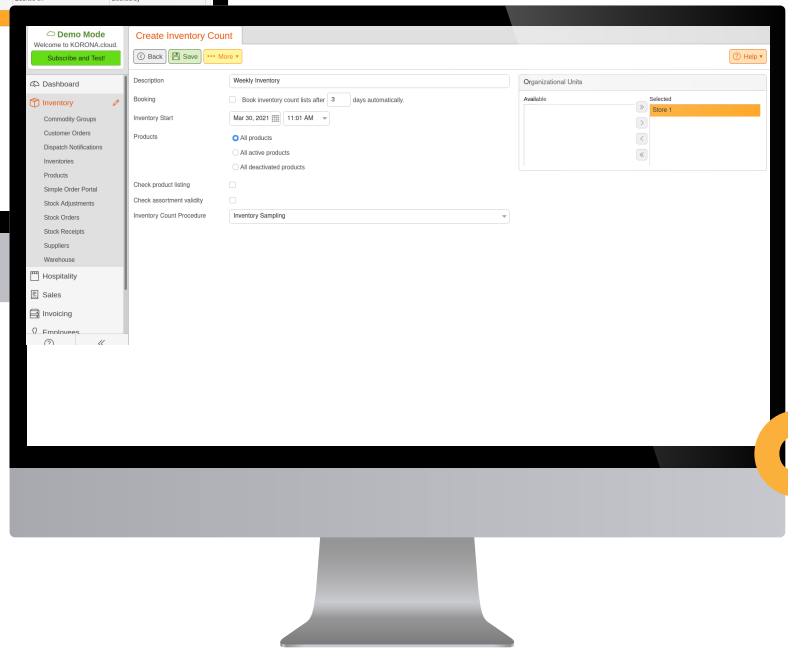 Demo Mode
Welcome to KORONA.cloud.
Subscribe and Test!
Dashboard
Inventory
Commodity Groups
Customer Orders
Dispatch Notifications
Inventories
Products
Simple Order Portal
Stock Adjustments
Stock Orders
Stock Receipts
Suppliers
Warehouse
Hospitality
Sales
Invoicing
Employees
Create Inventory Count
Back Save ••• More Help
Description Weekly Inventory
Booking Book inventory count lists after 3 days automatically.
Inventory Start Mar 30, 2021 11:01 AM
Products All products
All active products
All deactivated products
Check product listing
Check assortment validity
Inventory Count Procedure Inventory Sampling
Organizational Units
Available Selected
Store 1